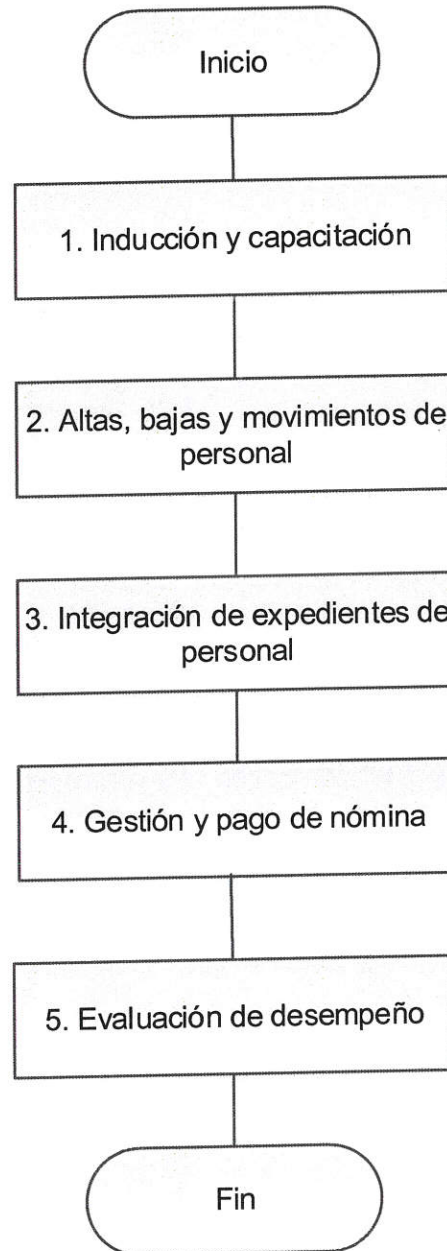 Inicio
1. Inducción y capacitación
2. Altas, bajas y movimientos de
personal
3. Integración de expedientes de
personal
4. Gestión y pago de nómina
5. Evaluación de desempeño
Fin